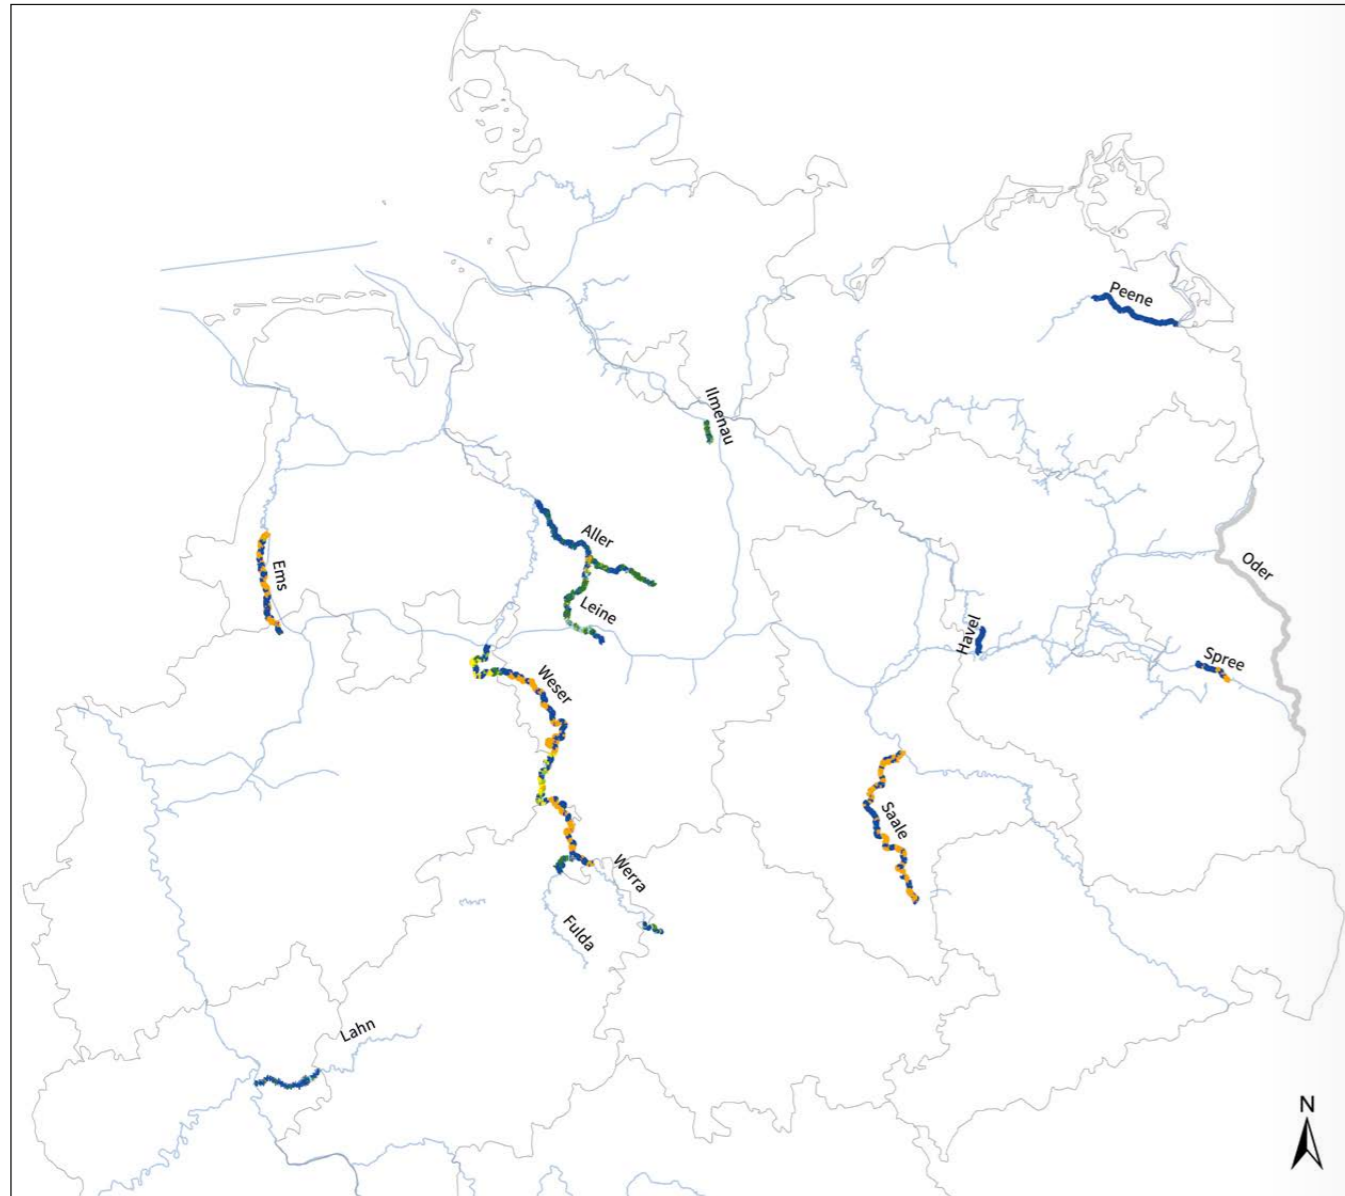 Peene
Ilmenau
Aller
Ems
Oder
Leine
Havel
Spree
Weser
Saale
Werra
Fulda
Lahn
N